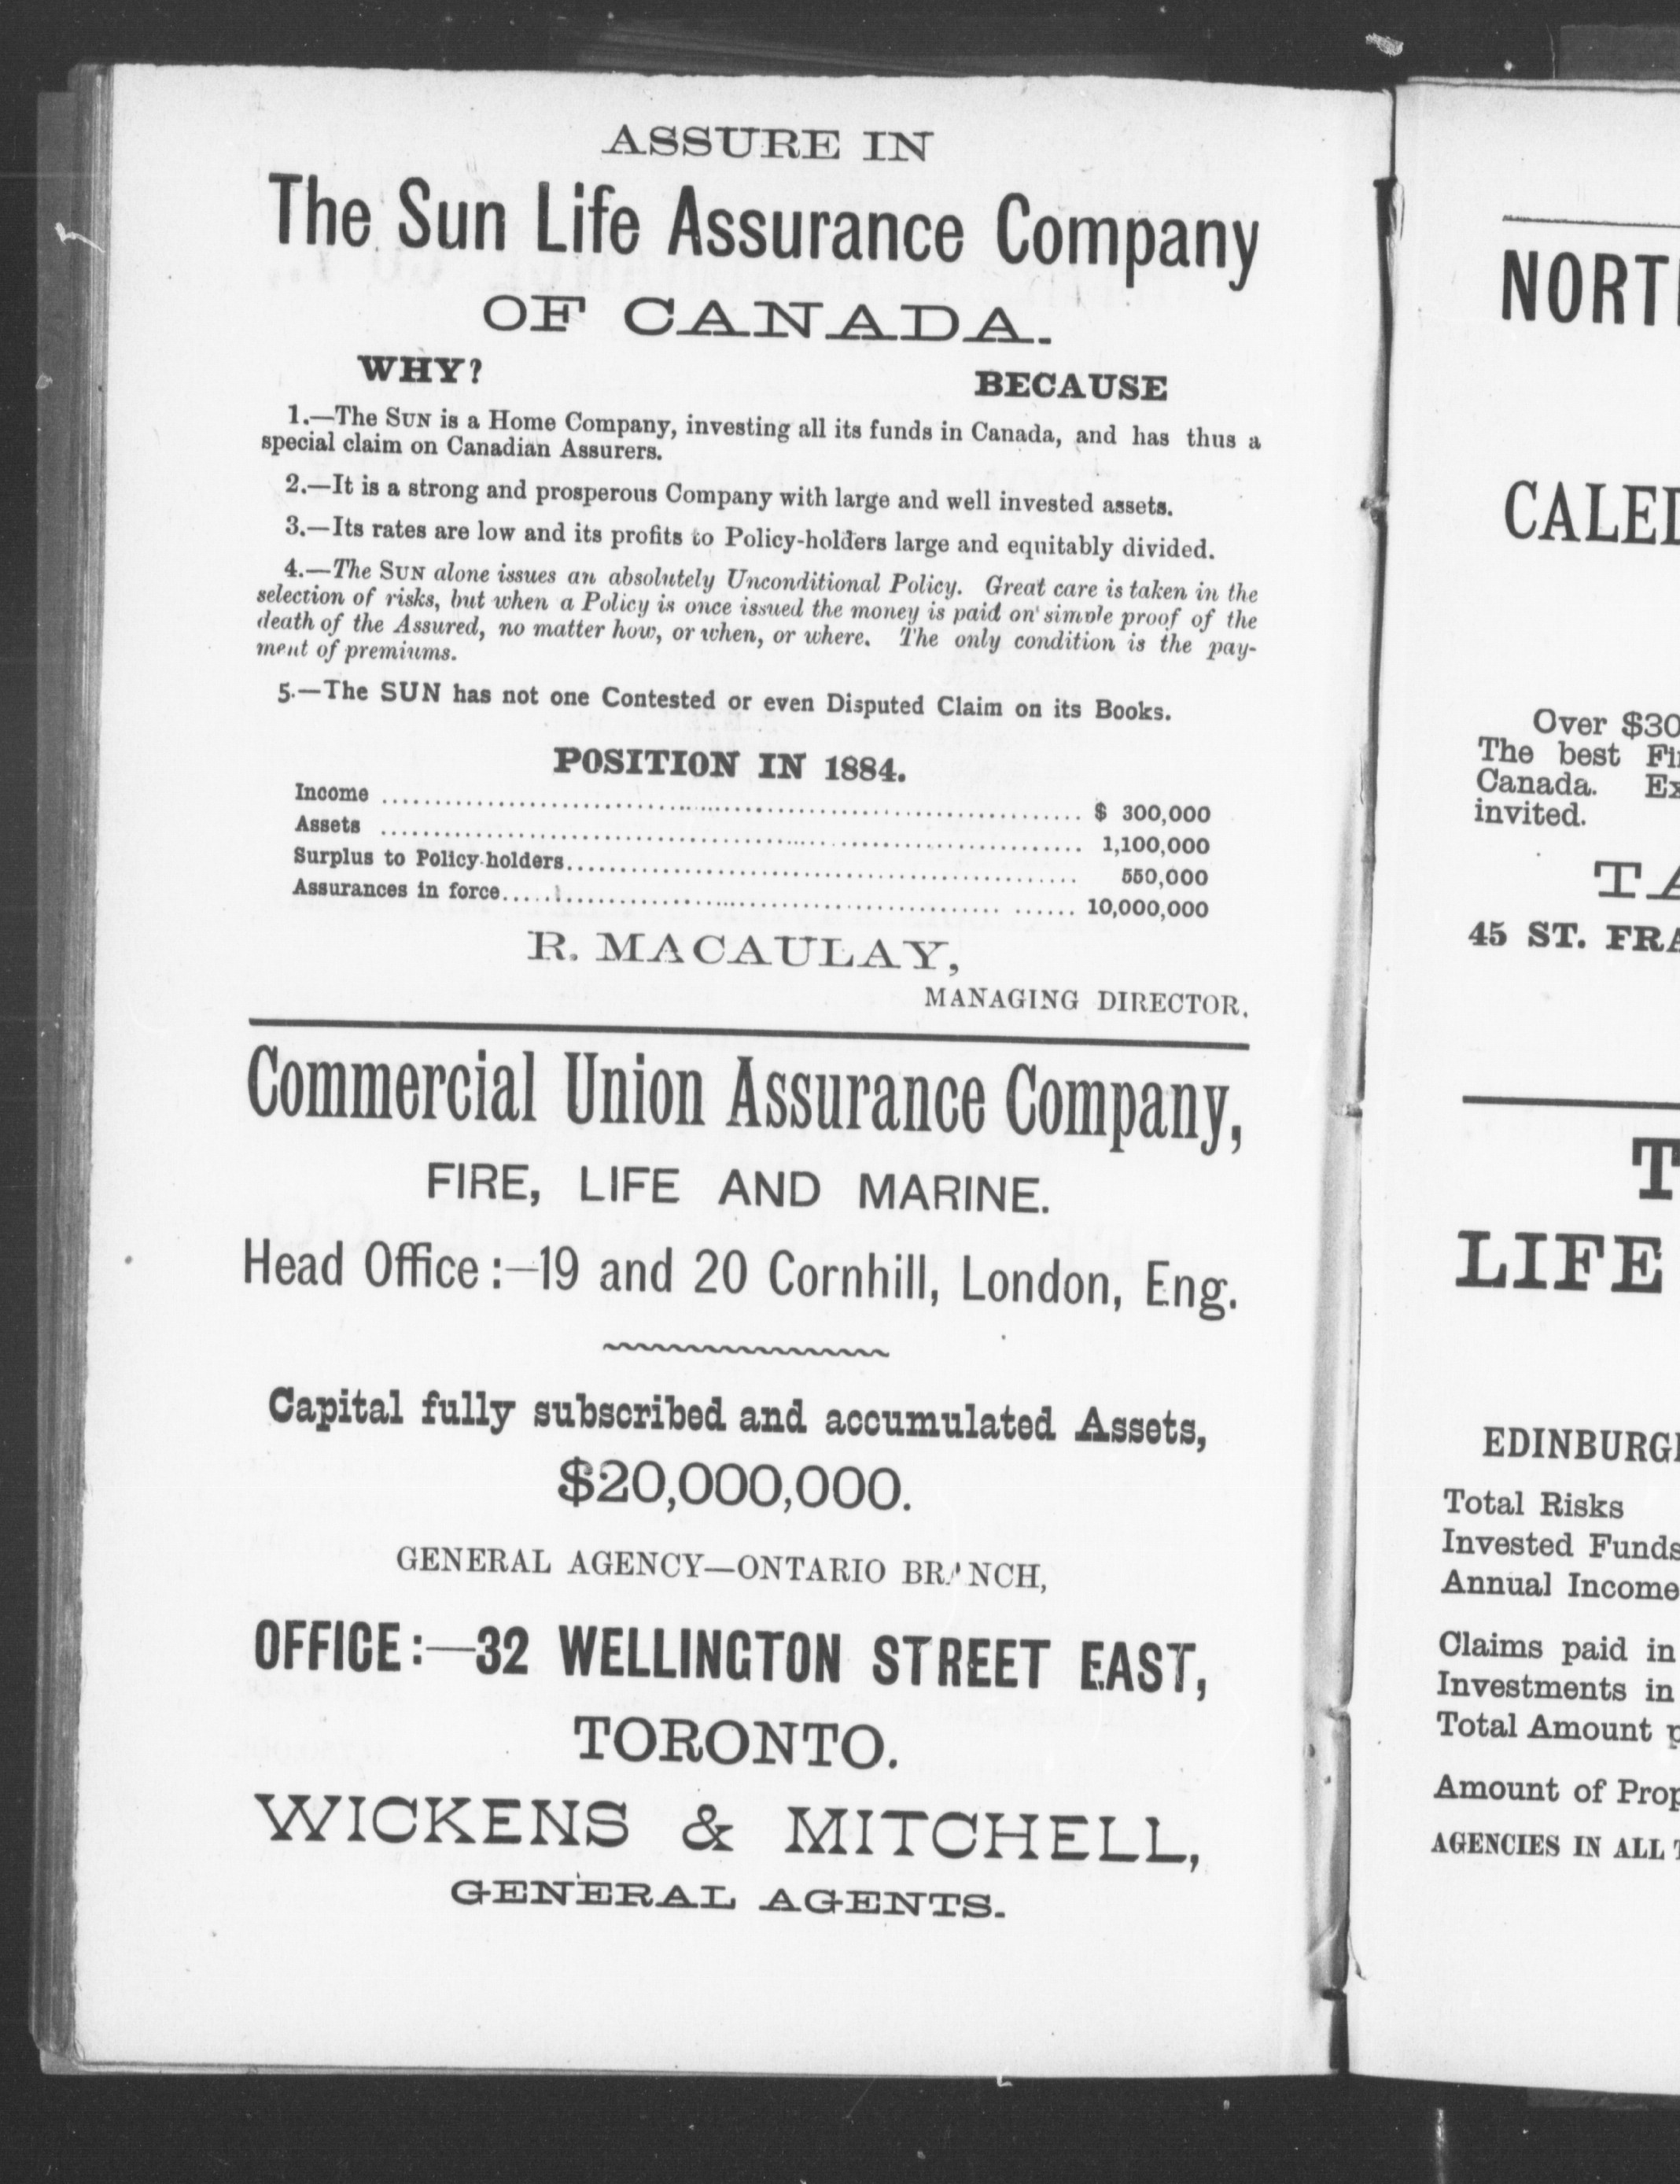 ASSURE IN
The Sun Life Assurance Company
OF CANADA.
WHY? BECAUSE
1.—The SUN is a Home Company, investing all its funds in Canada, and has thus a
special claim on Canadian Assurers.
2.—It is a strong and prosperous Company with large and well invested assets.
3.—Its rates are low and its profits to Policy-holders large and equitably divided.
4.—The SUN alone issues an absolutely Unconditional Policy. Great care is taken in the
selection of risks, but when a Policy is once issued the money is paid on simple proof of the
death of the Assured, no matter how, or when, or where. The only condition is the pay-
ment of premiums.
5.—The SUN has not one Contested or even Disputed Claim on its Books.
POSITION IN 1884.
Income ........ $ 300,000
Assets ........ 1,100,000
Surplus to Policy-holders........ 550,000
Assurances in force........ 10,000,000
R. MACAULAY,
MANAGING DIRECTOR.
Commercial Union Assurance Company,
FIRE, LIFE AND MARINE.
Head Office :—19 and 20 Cornhill, London, Eng.
Capital fully subscribed and accumulated Assets,
$20,000,000.
GENERAL AGENCY—ONTARIO BRANCH,
OFFICE :—32 WELLINGTON STREET EAST,
TORONTO.
WICKENS & MITCHELL,
GENERAL AGENTS.
NORT
CALED
Over $30
The best Fi
Canada. Ex
invited.
TA
45 ST. FRA
T
LIFE
EDINBURG
Total Risks
Invested Funds
Annual Income
Claims paid in
Investments in
Total Amount p
Amount of Prop
AGENCIES IN ALL T